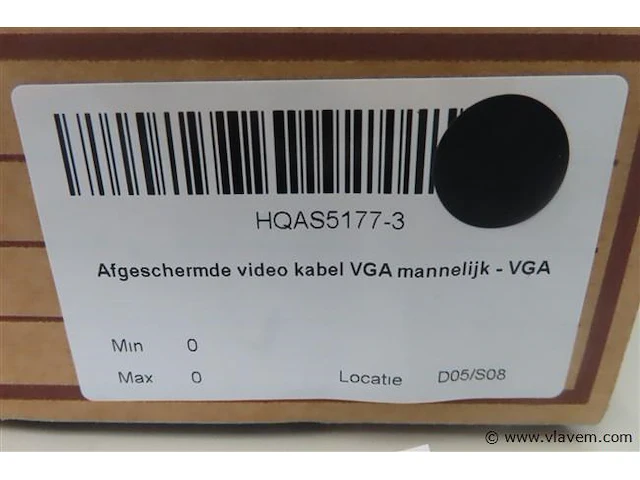 HQAS5177-3
Afgeschermde video kabel VGA mannelijk - VGA
Min 0
Max 0
Locatie D05/S08
© www.vlavem.com